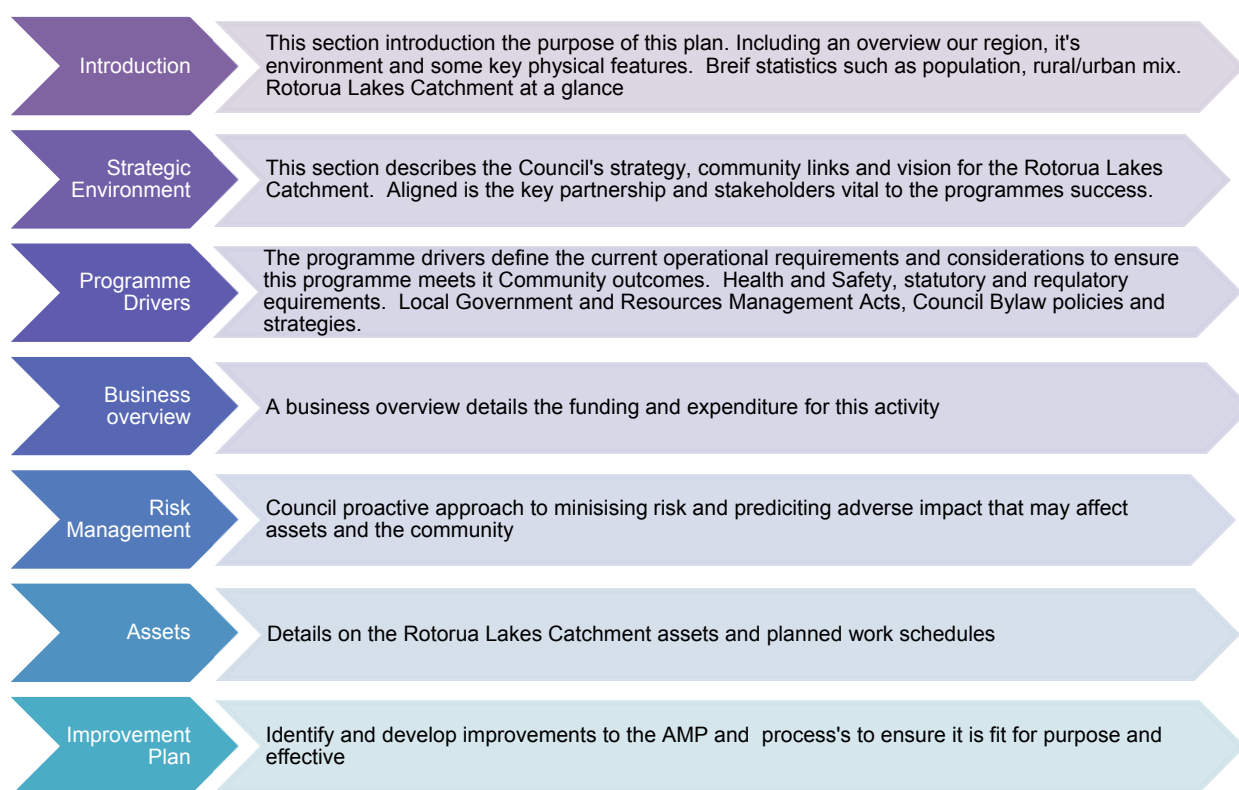 Introduction
This section introduction the purpose of this plan. Including an overview our region, it's
environment and some key physical features.  Breif statistics such as population, rural/urban mix.
Rotorua Lakes Catchment at a glance
Strategic
Environment
This section describes the Council's strategy, community links and vision for the Rotorua Lakes
Catchment.  Aligned is the key partnership and stakeholders vital to the programmes success.
Programme
Drivers
The programme drivers define the current operational requirements and considerations to ensure
this programme meets it Community outcomes.  Health and Safety, statutory and requlatory
equirements.  Local Government and Resources Management Acts, Council Bylaw policies and
strategies.
Business
overview
A business overview details the funding and expenditure for this activity
Risk
Management
Council proactive approach to minisising risk and prediciting adverse impact that may affect
assets and the community
Assets
Details on the Rotorua Lakes Catchment assets and planned work schedules
Improvement
Plan
Identify and develop improvements to the AMP and  process's to ensure it is fit for purpose and
effective